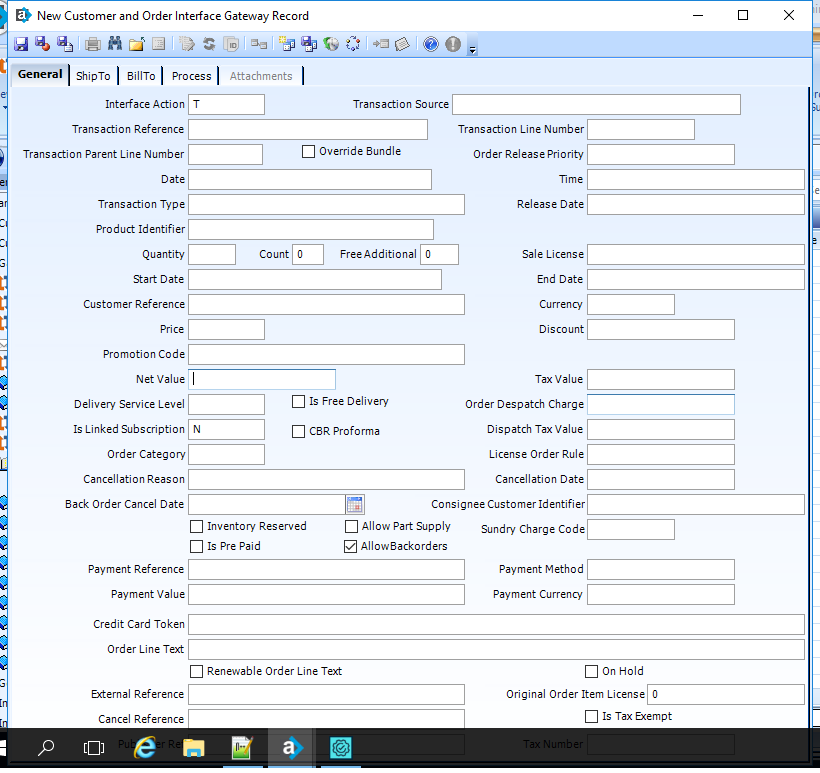 New Customer and Order Interface Gateway Record
General ShipTo BillTo Process Attachments
Interface Action T Transaction Source
Transaction Reference Transaction Line Number
Transaction Parent Line Number Override Bundle Order Release Priority
Date Time
Transaction Type Release Date
Product Identifier
Quantity Count 0 Free Additional 0 Sale License
Start Date End Date
Customer Reference Currency
Price Discount
Promotion Code
Net Value Tax Value
Delivery Service Level Is Free Delivery Order Despatch Charge
Is Linked Subscription N CBR Proforma Dispatch Tax Value
Order Category License Order Rule
Cancellation Reason Cancellation Date
Back Order Cancel Date Consignee Customer Identifier
Inventory Reserved Allow Part Supply Sundry Charge Code
Is Pre Paid AllowBackorders
Payment Reference Payment Method
Payment Value Payment Currency
Credit Card Token
Order Line Text
Renewable Order Line Text On Hold
External Reference Original Order Item License 0
Cancel Reference Is Tax Exempt
Tax Number